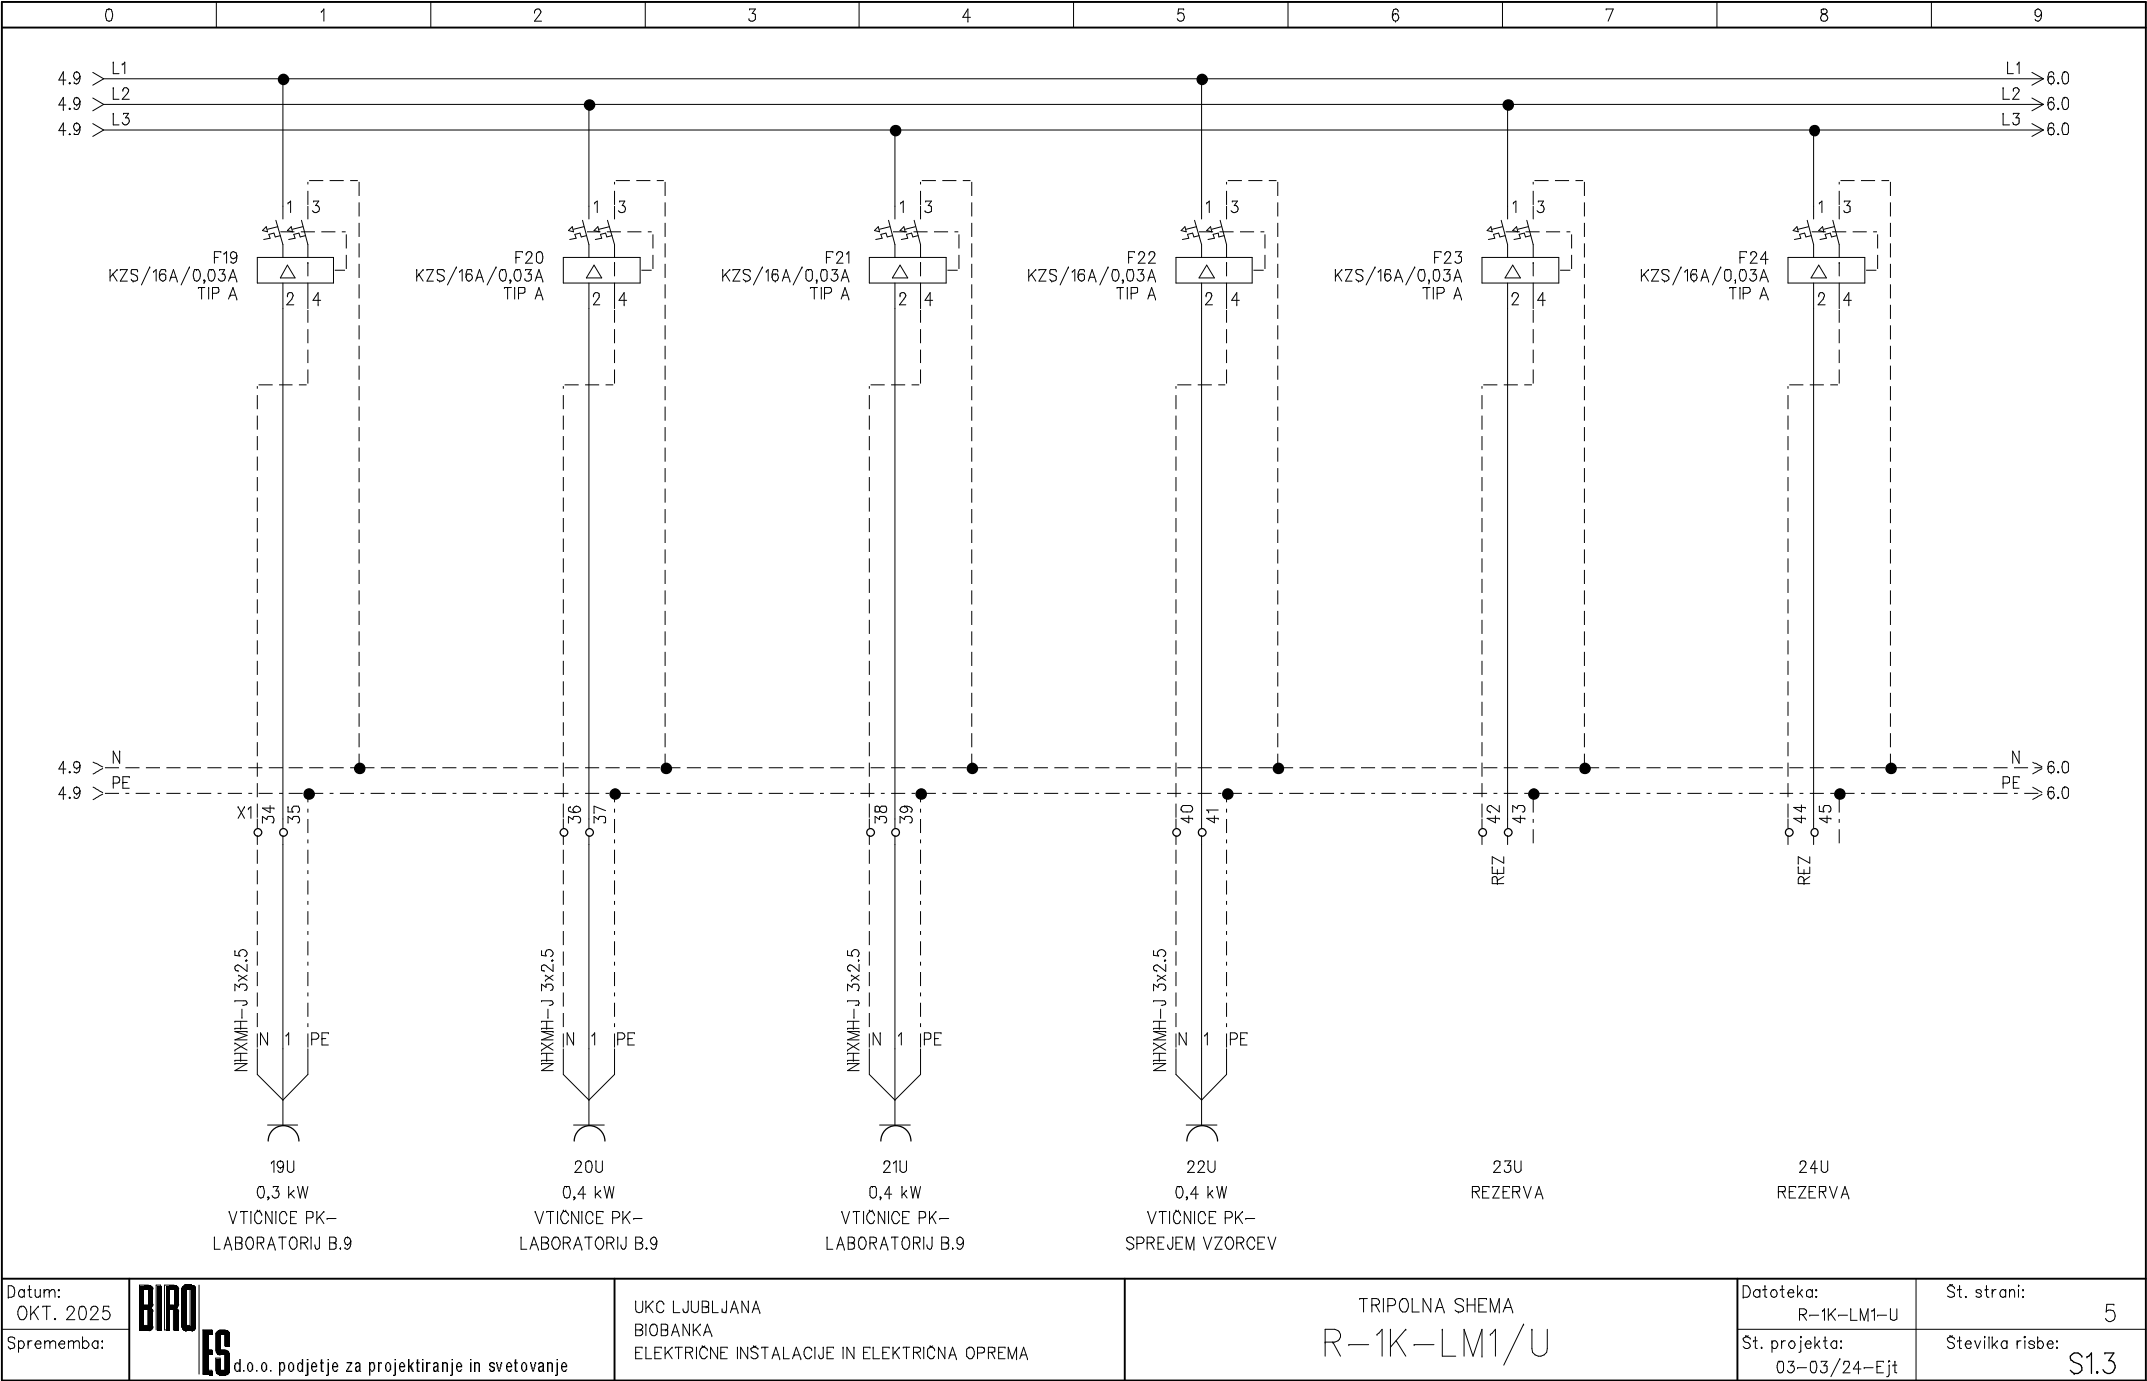 0 1 2 3 4 5 6 7 8 9
4.9 L1 L1 6.0
4.9 L2 L2 6.0
4.9 L3 L3 6.0
1 3 1 3 1 3 1 3 1 3 1 3
F19 F20 F21 F22 F23 F24
KZS/16A/0,03A KZS/16A/0,03A KZS/16A/0,03A KZS/16A/0,03A KZS/16A/0,03A KZS/16A/0,03A
TIP A TIP A TIP A TIP A TIP A TIP A
2 4 2 4 2 4 2 4 2 4 2 4
4.9 N N 6.0
4.9 PE PE 6.0
X1 34 35 36 37 38 39 40 41 42 43 44 45
REZ REZ
NHXMH-J 3x2.5 NHXMH-J 3x2.5 NHXMH-J 3x2.5 NHXMH-J 3x2.5
N 1 PE N 1 PE N 1 PE N 1 PE
19U 20U 21U 22U 23U 24U
0,3 kW 0,4 kW 0,4 kW 0,4 kW REZERVA REZERVA
VTIČNICE PK- VTIČNICE PK- VTIČNICE PK- VTIČNICE PK-
LABORATORIJ B.9 LABORATORIJ B.9 LABORATORIJ B.9 SPREJEM VZORCEV
Datum:
OKT. 2025
Sprememba:
BIRO
ES d.o.o. podjetje za projektiranje in svetovanje
UKC LJUBLJANA
BIOBANKA
ELEKTRIČNE INŠTALACIJE IN ELEKTRIČNA OPREMA
TRIPOLNA SHEMA
R-1K-LM1/U
Datoteka:
R-1K-LM1-U
Št. projekta:
03-03/24-Ejt
Št. strani:
5
Številka risbe:
S1.3